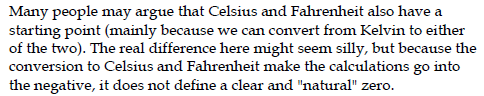 Many people may argue that Celsius and Fahrenheit also have a
starting point (mainly because we can convert from Kelvin to either
of the two). The real difference here might seem silly, but because the
conversion to Celsius and Fahrenheit make the calculations go into
the negative, it does not define a clear and "natural" zero.